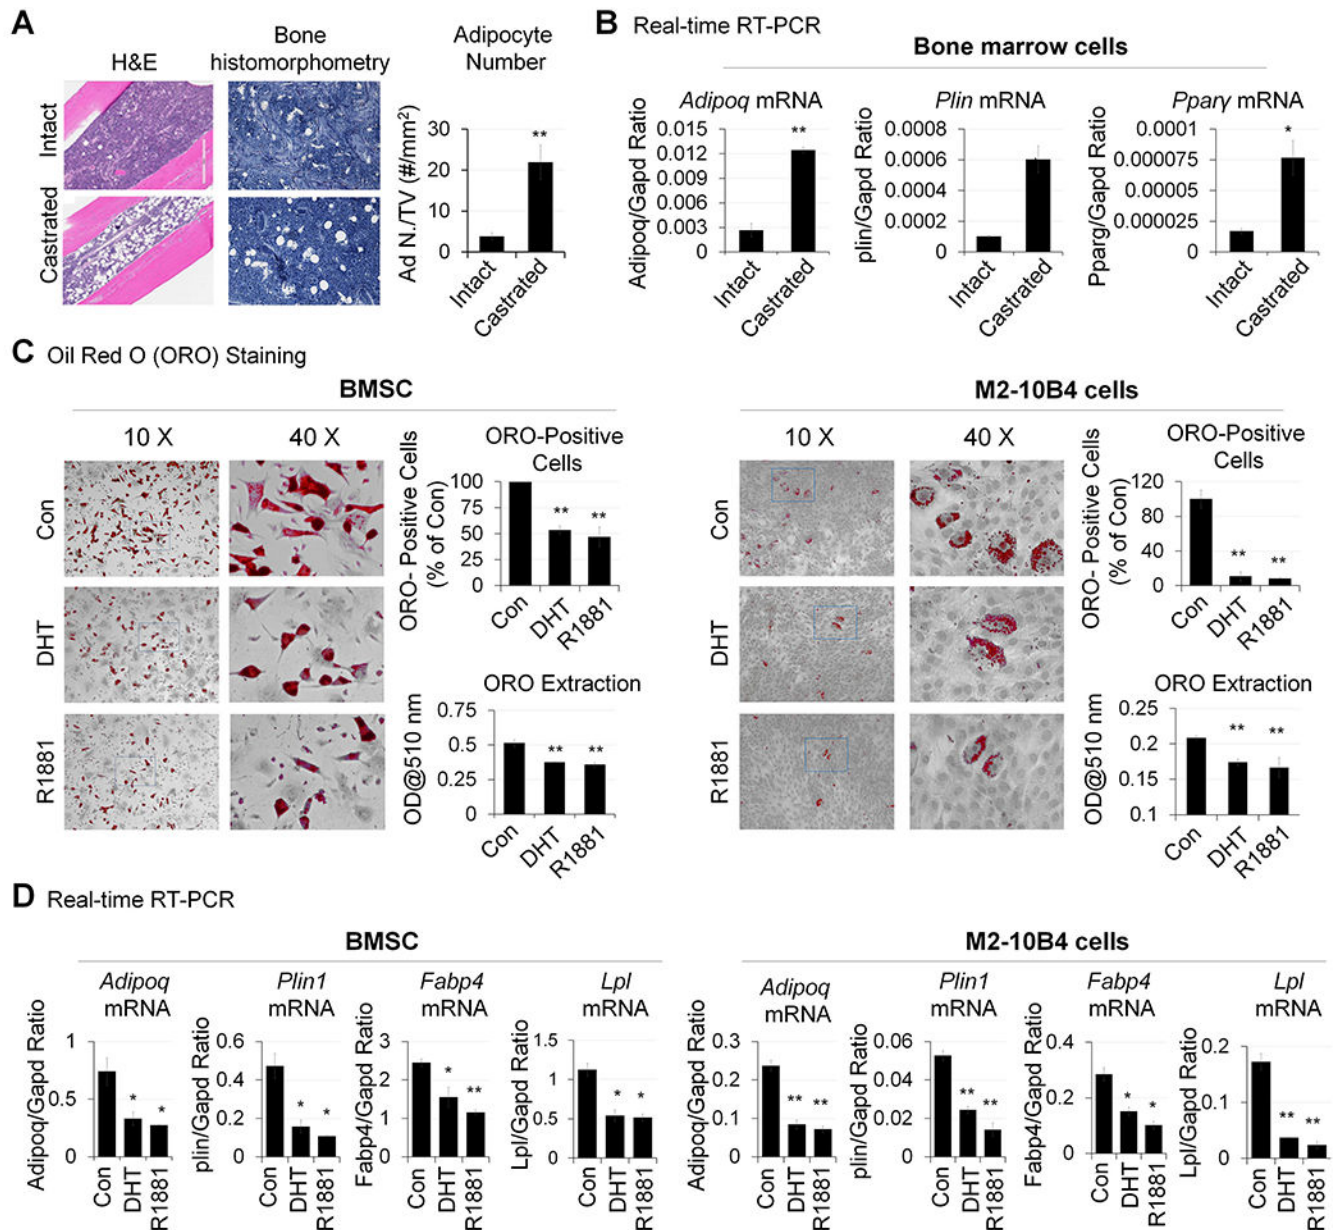 A
H&E
Bone
histomorphometry
Adipocyte
Number
Intact
Castrated
Ad N./TV (#/mm2)
30
20
10
0
**
Intact
Castrated
B Real-time RT-PCR
Bone marrow cells
Adipoq mRNA
Adipoq/Gapd Ratio
0.015
0.012
0.009
0.006
0.003
0
**
Intact
Castrated
Plin mRNA
plin/Gapd Ratio
0.0008
0.0006
0.0004
0.0002
0
Intact
Castrated
Pparγ mRNA
Pparg/Gapd Ratio
0.0001
0.000075
0.00005
0.000025
0
*
Intact
Castrated
C Oil Red O (ORO) Staining
BMSC
10 X
40 X
Con
DHT
R1881
ORO-Positive
Cells
ORO- Positive Cells
(% of Con)
100
75
50
25
0
** **
Con
DHT
R1881
ORO Extraction
OD@510 nm
0.75
0.5
0.25
0
** **
Con
DHT
R1881
M2-10B4 cells
10 X
40 X
Con
DHT
R1881
ORO-Positive
Cells
ORO- Positive Cells
(% of Con)
120
80
40
0
** **
Con
DHT
R1881
ORO Extraction
OD@510 nm
0.25
0.2
0.15
0.1
** **
Con
DHT
R1881
D Real-time RT-PCR
BMSC
Adipoq
mRNA
Adipoq/Gapd Ratio
1
0.5
0
* *
Con
DHT
R1881
Plin1
mRNA
plin/Gapd Ratio
0.6
0.4
0.2
0
* *
Con
DHT
R1881
Fabp4
mRNA
Fabp4/Gapd Ratio
3
2
1
0
* **
Con
DHT
R1881
Lpl
mRNA
Lpl/Gapd Ratio
1.5
1
0.5
0
* *
Con
DHT
R1881
M2-10B4 cells
Adipoq
mRNA
Adipoq/Gapd Ratio
0.3
0.2
0.1
0
** **
Con
DHT
R1881
Plin1
mRNA
plin/Gapd Ratio
0.06
0.04
0.02
0
** **
Con
DHT
R1881
Fabp4
mRNA
Fabp4/Gapd Ratio
0.4
0.2
0
* *
Con
DHT
R1881
Lpl
mRNA
Lpl/Gapd Ratio
0.2
0.1
0
** **
Con
DHT
R1881